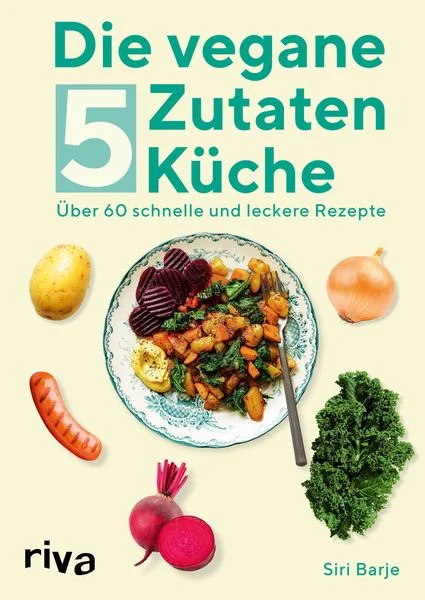 Die vegane
5 Zutaten
Küche
Über 60 schnelle und leckere Rezepte
riva
Siri Barje